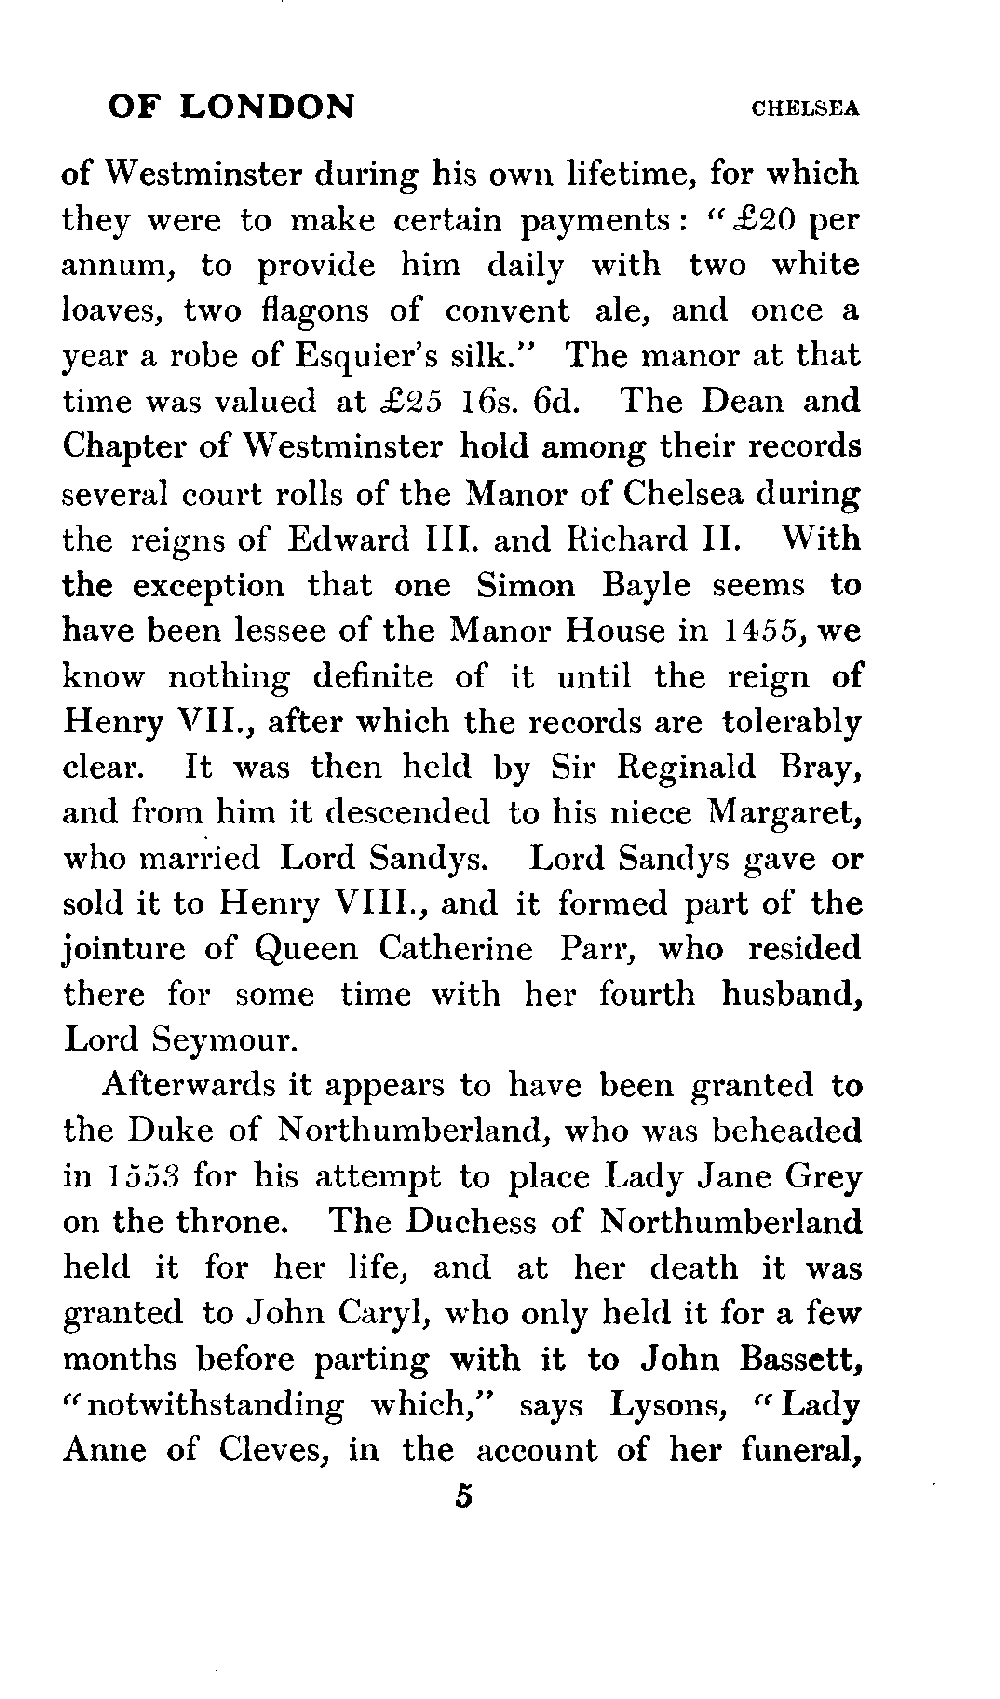 OF LONDON CHELSEA
of Westminster during his own lifetime, for which
they were to make certain payments: "£20 per
annum, to provide him daily with two white
loaves, two flagons of convent ale, and once a
year a robe of Esquier's silk." The manor at that
time was valued at £25 16s. 6d. The Dean and
Chapter of Westminster hold among their records
several court rolls of the Manor of Chelsea during
the reigns of Edward III. and Richard II. With
the exception that one Simon Bayle seems to
have been lessee of the Manor House in 1455, we
know nothing definite of it until the reign of
Henry VII., after which the records are tolerably
clear. It was then held by Sir Reginald Bray,
and from him it descended to his niece Margaret,
who married Lord Sandys. Lord Sandys gave or
sold it to Henry VIII., and it formed part of the
jointure of Queen Catherine Parr, who resided
there for some time with her fourth husband,
Lord Seymour.
Afterwards it appears to have been granted to
the Duke of Northumberland, who was beheaded
in 1553 for his attempt to place Lady Jane Grey
on the throne. The Duchess of Northumberland
held it for her life, and at her death it was
granted to John Caryl, who only held it for a few
months before parting with it to John Bassett,
"notwithstanding which," says Lysons, "Lady
Anne of Cleves, in the account of her funeral,
5